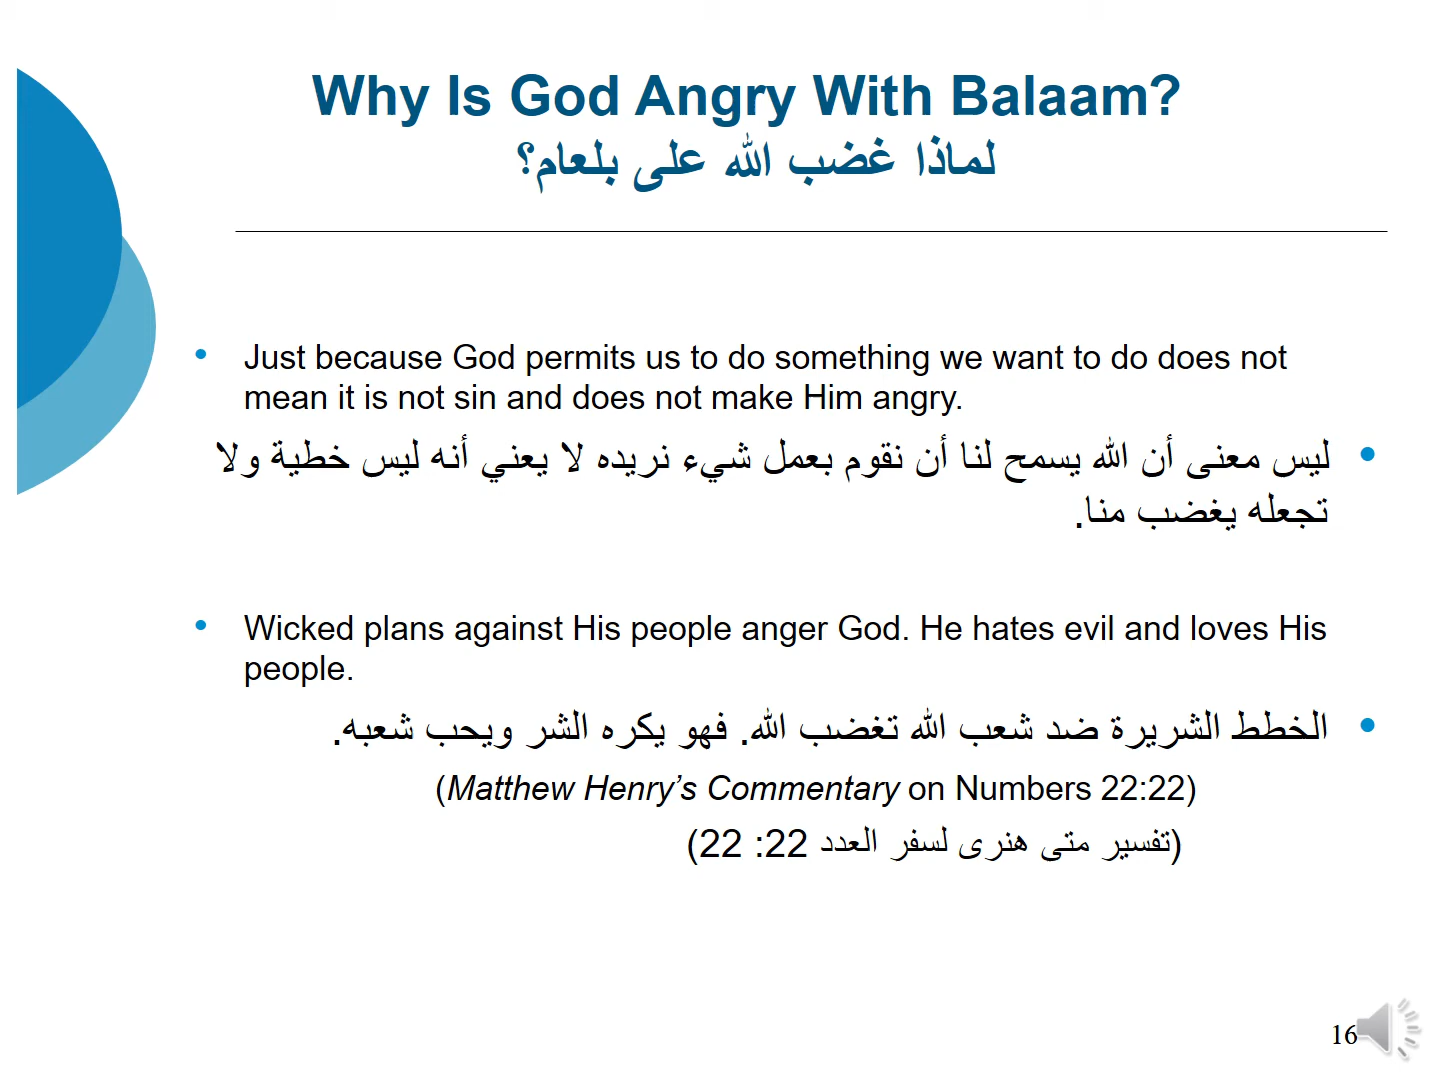 Why Is God Angry With Balaam?
لماذا غضب الله على بلعام؟
• Just because God permits us to do something we want to do does not
mean it is not sin and does not make Him angry.
• ليس معنى أن الله يسمح لنا أن نقوم بعمل شيء نريده لا يعني أنه ليس خطية ولا
تجعله يغضب منا.
• Wicked plans against His people anger God. He hates evil and loves His
people.
• الخطط الشريرة ضد شعب الله تغضب الله. فهو يكره الشر ويحب شعبه.
(Matthew Henry’s Commentary on Numbers 22:22)
(تفسير متى هنرى لسفر العدد 22: 22)
16